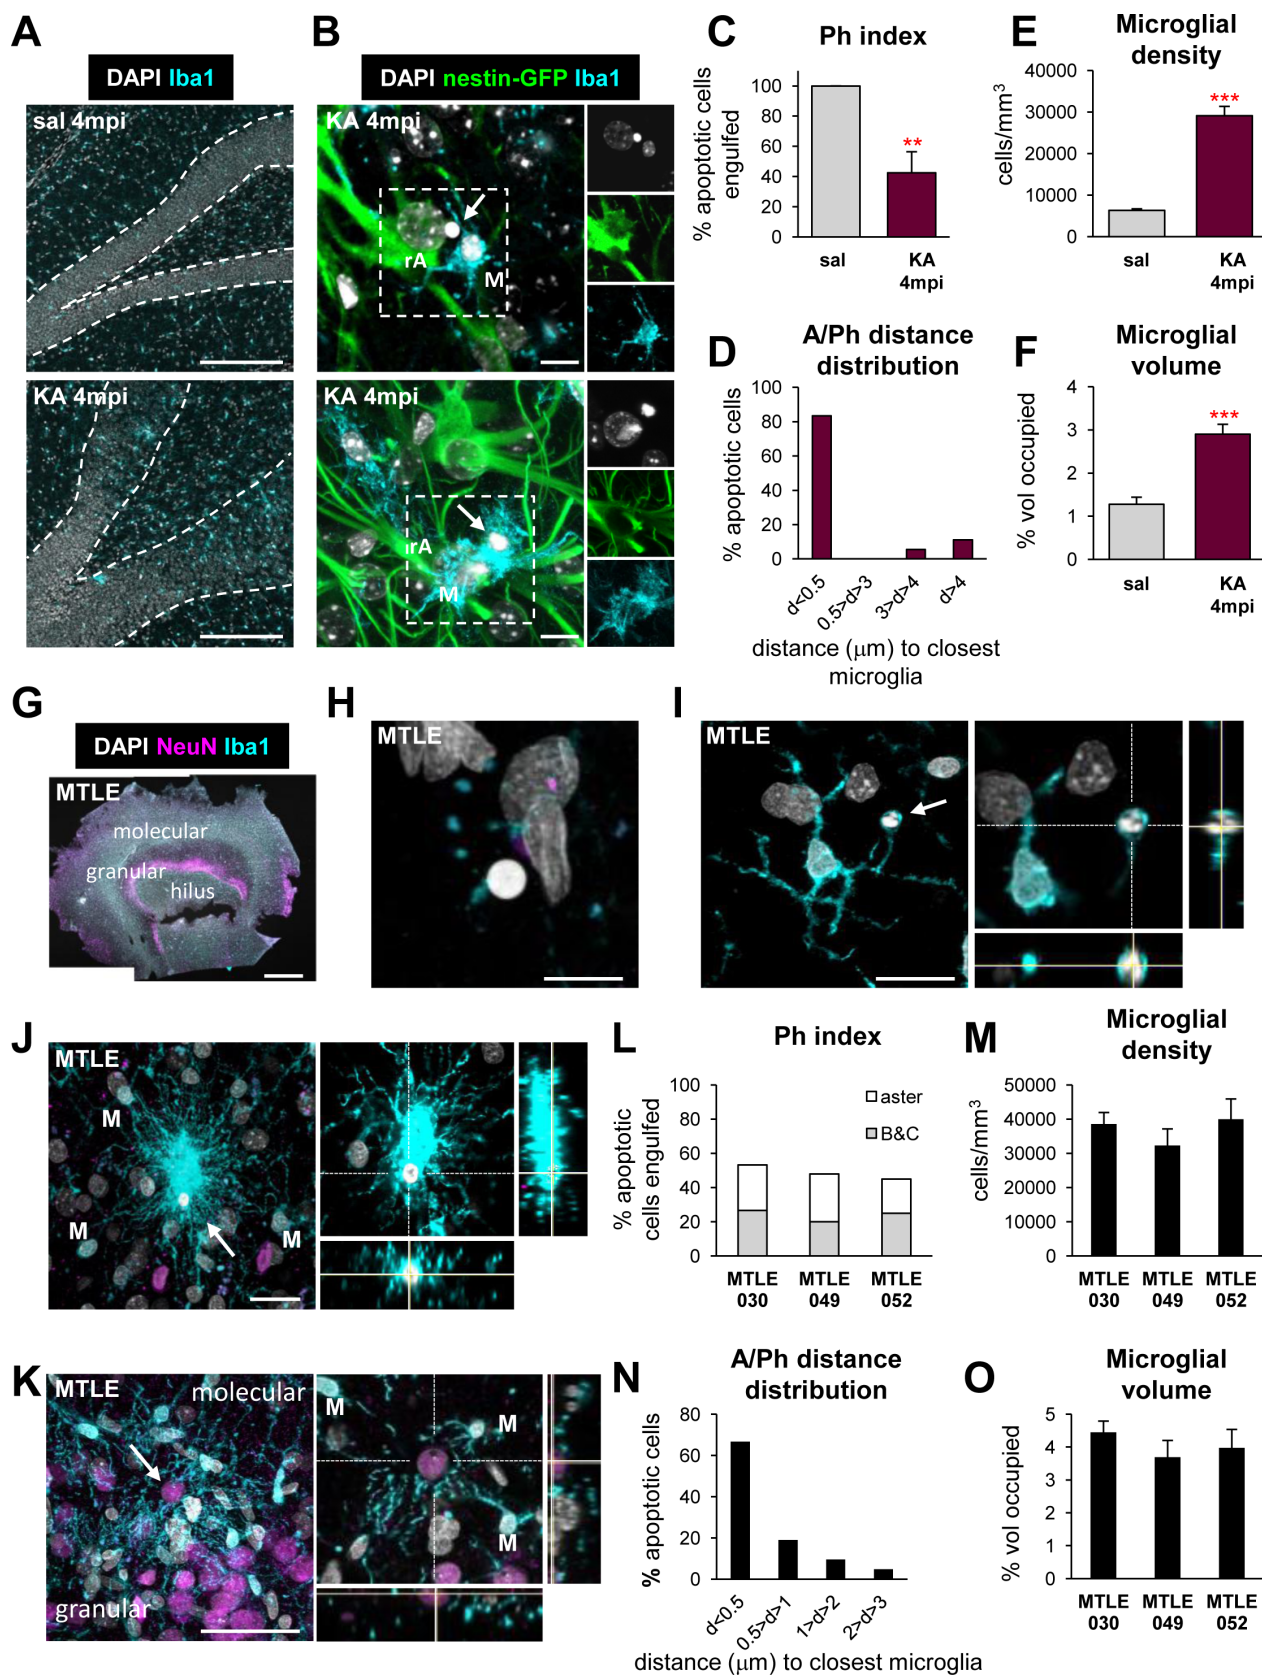 A
DAPI Iba1
sal 4mpi
KA 4mpi
B
DAPI nestin-GFP Iba1
KA 4mpi
rA
M
KA 4mpi
rA
M
C
Ph index
% apoptotic cells
engulfed
100
80
60
40
20
0
**
sal
KA
4mpi
D
A/Ph distance
distribution
% apoptotic cells
100
80
60
40
20
0
d<0.5
0.5>d>3
3>d>4
d>4
distance (μm) to closest
microglia
E
Microglial
density
cells/mm3
40000
30000
20000
10000
0
***
sal
KA
4mpi
F
Microglial
volume
% vol occupied
4
3
2
1
0
***
sal
KA
4mpi
G
DAPI NeuN Iba1
MTLE
molecular
granular
hilus
H
MTLE
I
MTLE
J
MTLE
M
M
M
K
MTLE
molecular
granular
M
M
M
L
Ph index
% apoptotic
cells engulfed
100
80
60
40
20
0
aster
B&C
MTLE
030
MTLE
049
MTLE
052
M
Microglial
density
cells/mm3
50000
40000
30000
20000
10000
0
MTLE
030
MTLE
049
MTLE
052
N
A/Ph distance
distribution
% apoptotic cells
80
60
40
20
0
d<0.5
0.5>d>1
1>d>2
2>d>3
distance (μm) to closest microglia
O
Microglial
volume
% vol occupied
5
4
3
2
1
0
MTLE
030
MTLE
049
MTLE
052